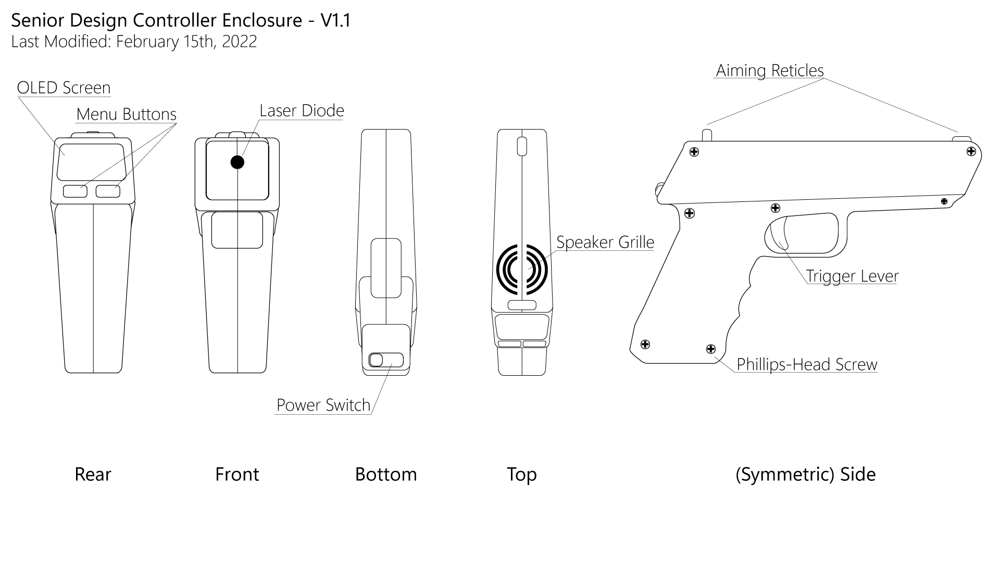 Senior Design Controller Enclosure - V1.1
Last Modified: February 15th, 2022
Aiming Reticles
OLED Screen
Menu Buttons
Laser Diode
Speaker Grille
Trigger Lever
Phillips-Head Screw
Power Switch
Rear
Front
Bottom
Top
(Symmetric) Side